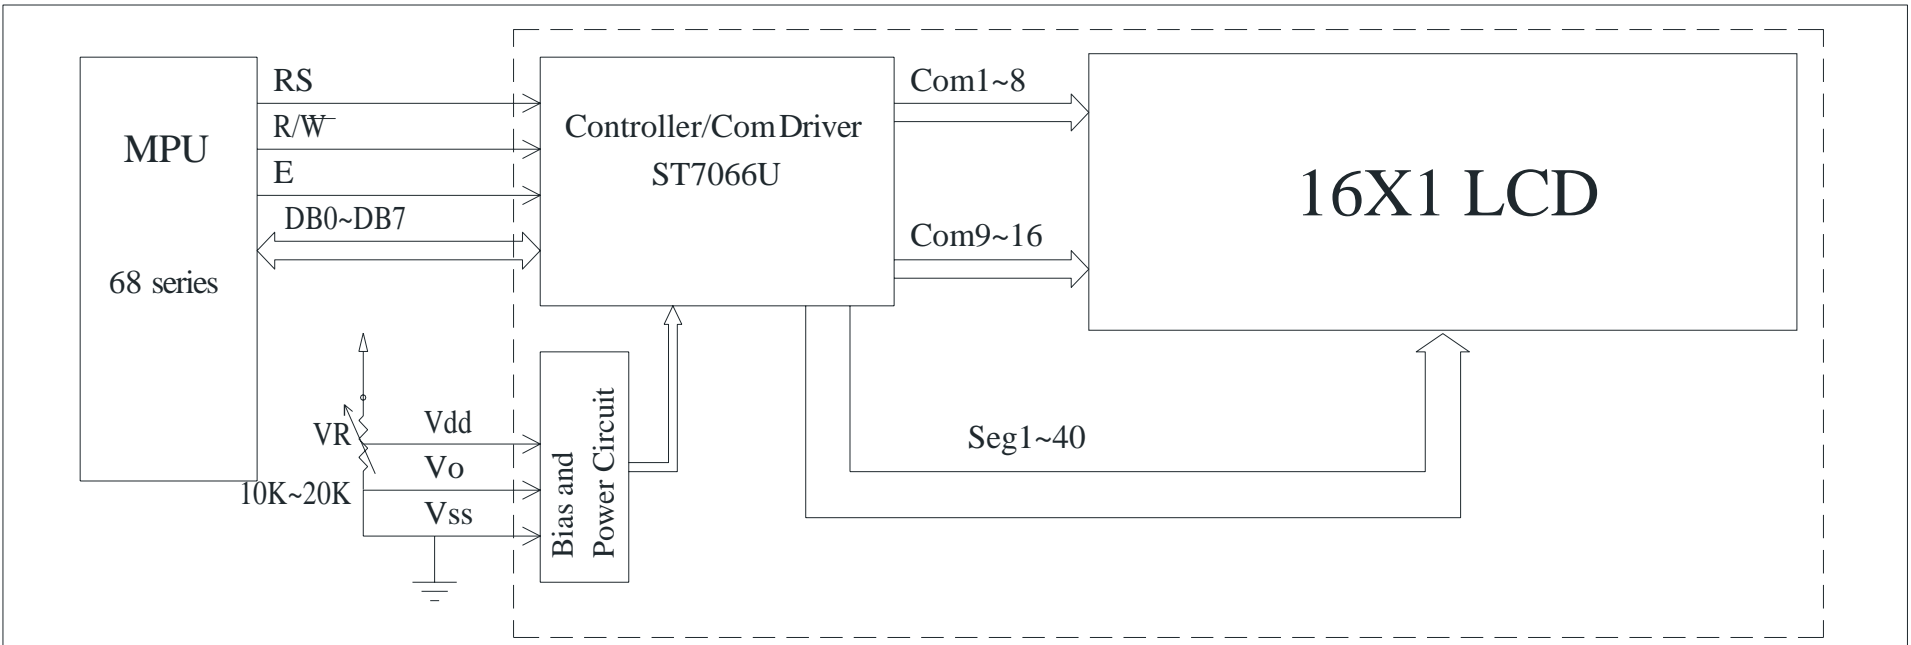 MPU
68 series
RS
R/W̅
E
DB0~DB7
Controller/Com Driver
ST7066U
Com1~8
Com9~16
16X1 LCD
VR
10K~20K
Vdd
Vo
Vss
Bias and
Power Circuit
Seg1~40